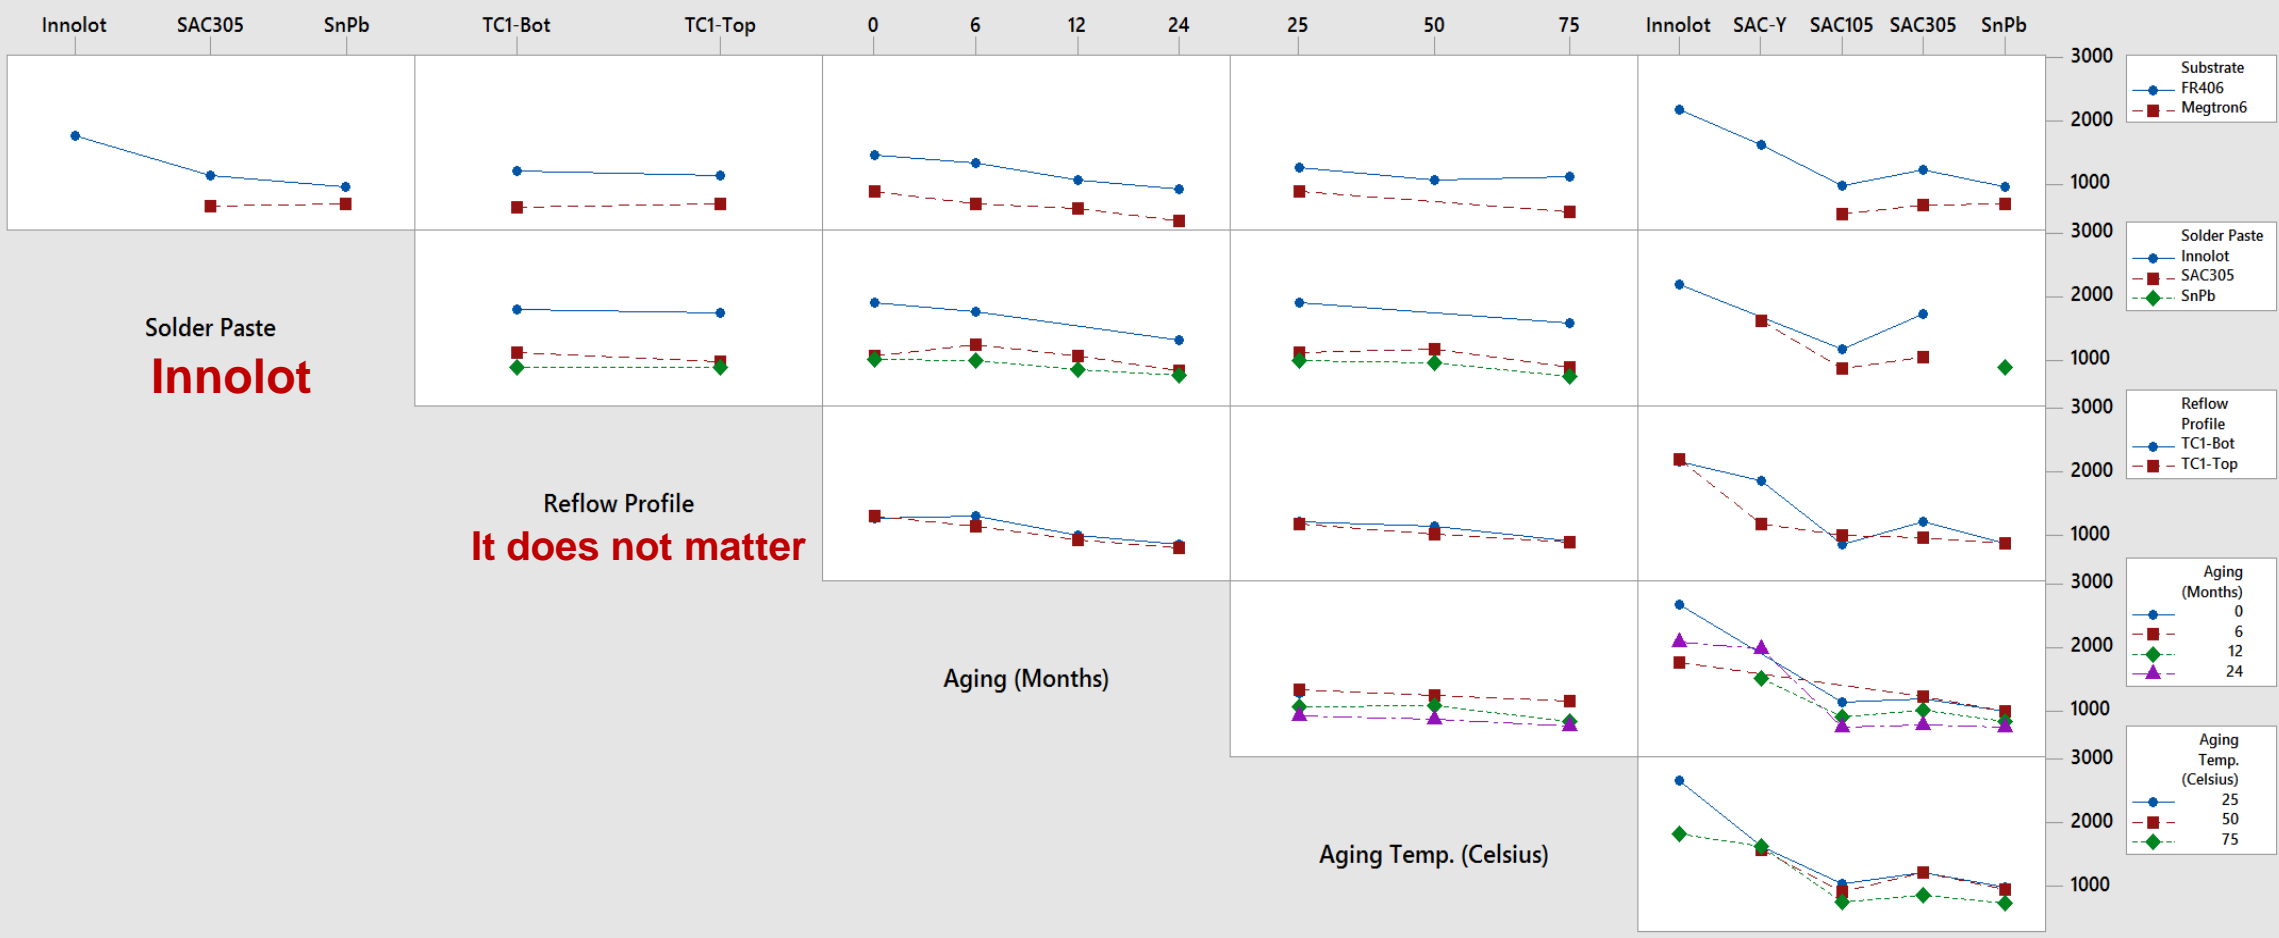 Innolot SAC305 SnPb TC1-Bot TC1-Top 0 6 12 24 25 50 75 Innolot SAC-Y SAC105 SAC305 SnPb
3000
2000
1000
Substrate
FR406
Megtron6
3000
2000
1000
Solder Paste
Innolot
SAC305
SnPb
Solder Paste
Innolot
3000
2000
1000
Reflow
Profile
TC1-Bot
TC1-Top
Reflow Profile
It does not matter
3000
2000
1000
Aging
(Months)
0
6
12
24
Aging (Months)
3000
2000
1000
Aging
Temp.
(Celsius)
25
50
75
Aging Temp. (Celsius)